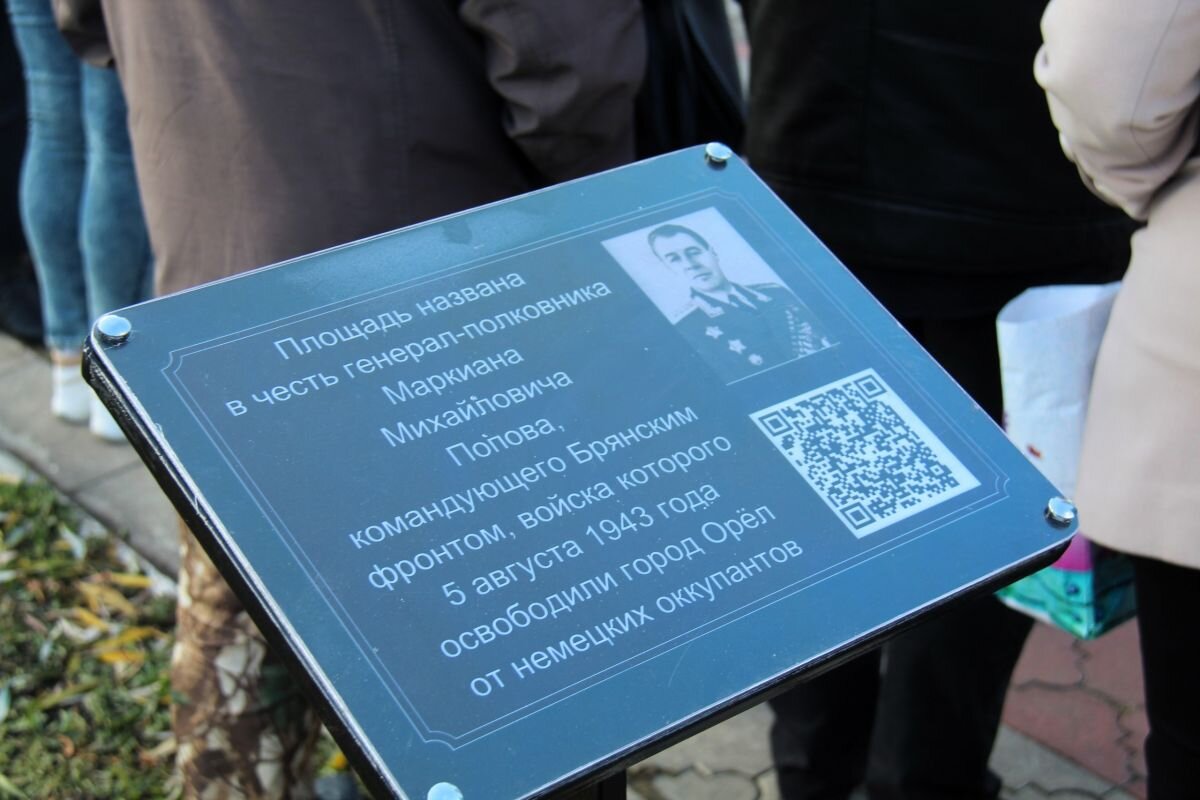 Площадь названа
в честь генерал-полковника
Маркиана
Михайловича
Попова,
командующего Брянским
фронтом, войска которого
5 августа 1943 года
освободили город Орёл
от немецких оккупантов